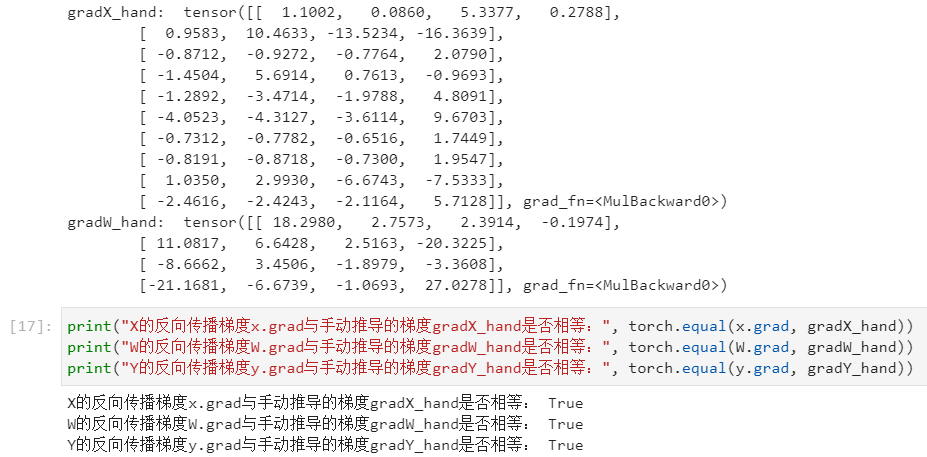 gradX_hand:  tensor([[  1.1002,   0.0860,   5.3377,   0.2788],
        [  0.9583,  10.4633, -13.5234, -16.3639],
        [ -0.8712,  -0.9272,  -0.7764,   2.0790],
        [ -1.4504,   5.6914,   0.7613,  -0.9693],
        [ -1.2892,  -3.4714,  -1.9788,   4.8091],
        [ -4.0523,  -4.3127,  -3.6114,   9.6703],
        [ -0.7312,  -0.7782,  -0.6516,   1.7449],
        [ -0.8191,  -0.8718,  -0.7300,   1.9547],
        [  1.0350,   2.9930,  -6.6743,  -7.5333],
        [ -2.4616,  -2.4243,  -2.1164,   5.7128]], grad_fn=<MulBackward0>)
gradW_hand:  tensor([[ 18.2980,   2.7573,   2.3914,  -0.1974],
        [ 11.0817,   6.6428,   2.5163, -20.3225],
        [ -8.6662,   3.4506,  -1.8979,  -3.3608],
        [-21.1681,  -6.6739,  -1.0693,  27.0278]], grad_fn=<MulBackward0>)
[17]: print("X的反向传播梯度x.grad与手动推导的梯度gradX_hand是否相等：", torch.equal(x.grad, gradX_hand))
print("W的反向传播梯度W.grad与手动推导的梯度gradW_hand是否相等：", torch.equal(W.grad, gradW_hand))
print("Y的反向传播梯度y.grad与手动推导的梯度gradY_hand是否相等：", torch.equal(y.grad, gradY_hand))
X的反向传播梯度x.grad与手动推导的梯度gradX_hand是否相等： True
W的反向传播梯度W.grad与手动推导的梯度gradW_hand是否相等： True
Y的反向传播梯度y.grad与手动推导的梯度gradY_hand是否相等： True